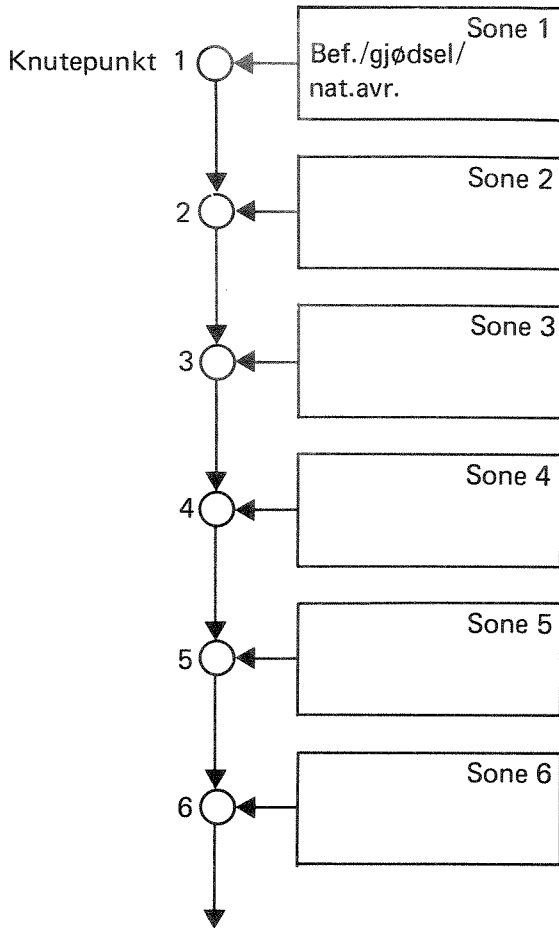 Sone 1
Knutepunkt 1
Bef./gjødsel/
nat.avr.
Sone 2
2
Sone 3
3
Sone 4
4
Sone 5
5
Sone 6
6